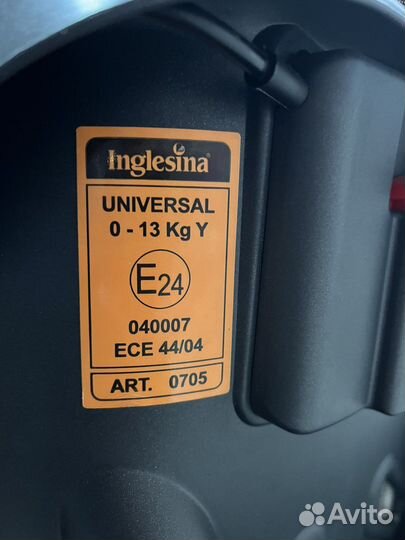 Inglesina
UNIVERSAL
0 - 13 Kg Y
E24
040007
ECE 44/04
ART. 0705
Avito